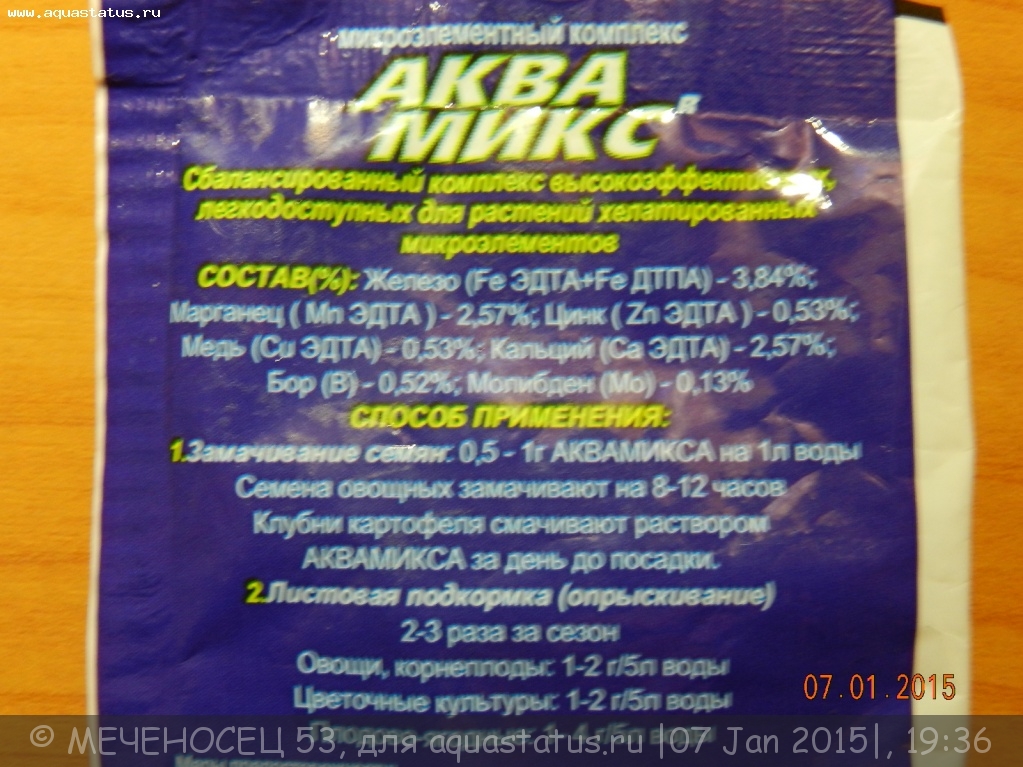 www.aquastatus.ru
микроэлементный комплекс
АКВА
МИКС
Сбалансированный комплекс
легкодоступных для растений хелатированных
микроэлементов
СОСТАВ(%): Железо (Fe ЭДТА+Fe ДТПА) - 3,84%;
Марганец ( Mn ЭДТА ) - 2,57%; Цинк ( Zn ЭДТА ) - 0,53%;
Медь (Cu ЭДТА) - 0,53%; Кальций (Ca ЭДТА) - 2,57%;
Бор (В) - 0,52%; Молибден (Мо) - 0,13%
СПОСОБ ПРИМЕНЕНИЯ:
1.Замачивание семян: 0,5 - 1г АКВАМИКСА на 1л воды
Семена овощных замачивают на 8-12 часов
Клубни картофеля смачивают раствором
АКВАМИКСА за день до посадки.
2.Листовая подкормка (опрыскивание)
2-3 раза за сезон
Овощи, корнеплоды: 1-2 г/5л воды
Цветочные культуры: 1-2 г/5л воды
07.01.2015
© МЕЧЕНОСЕЦ 53, для aquastatus.ru |07 Jan 2015|, 19:36